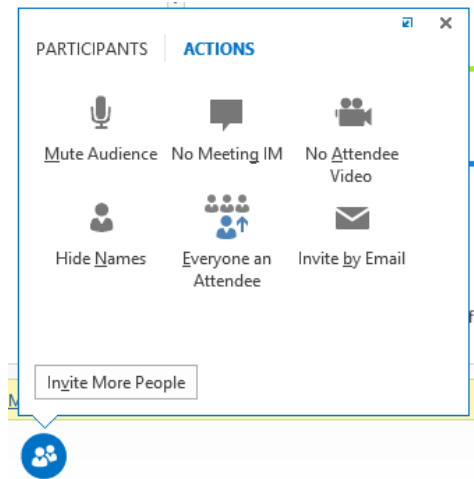 PARTICIPANTS ACTIONS
Mute Audience No Meeting IM No Attendee
Video
Hide Names Everyone an Invite by Email
Attendee
Invite More People